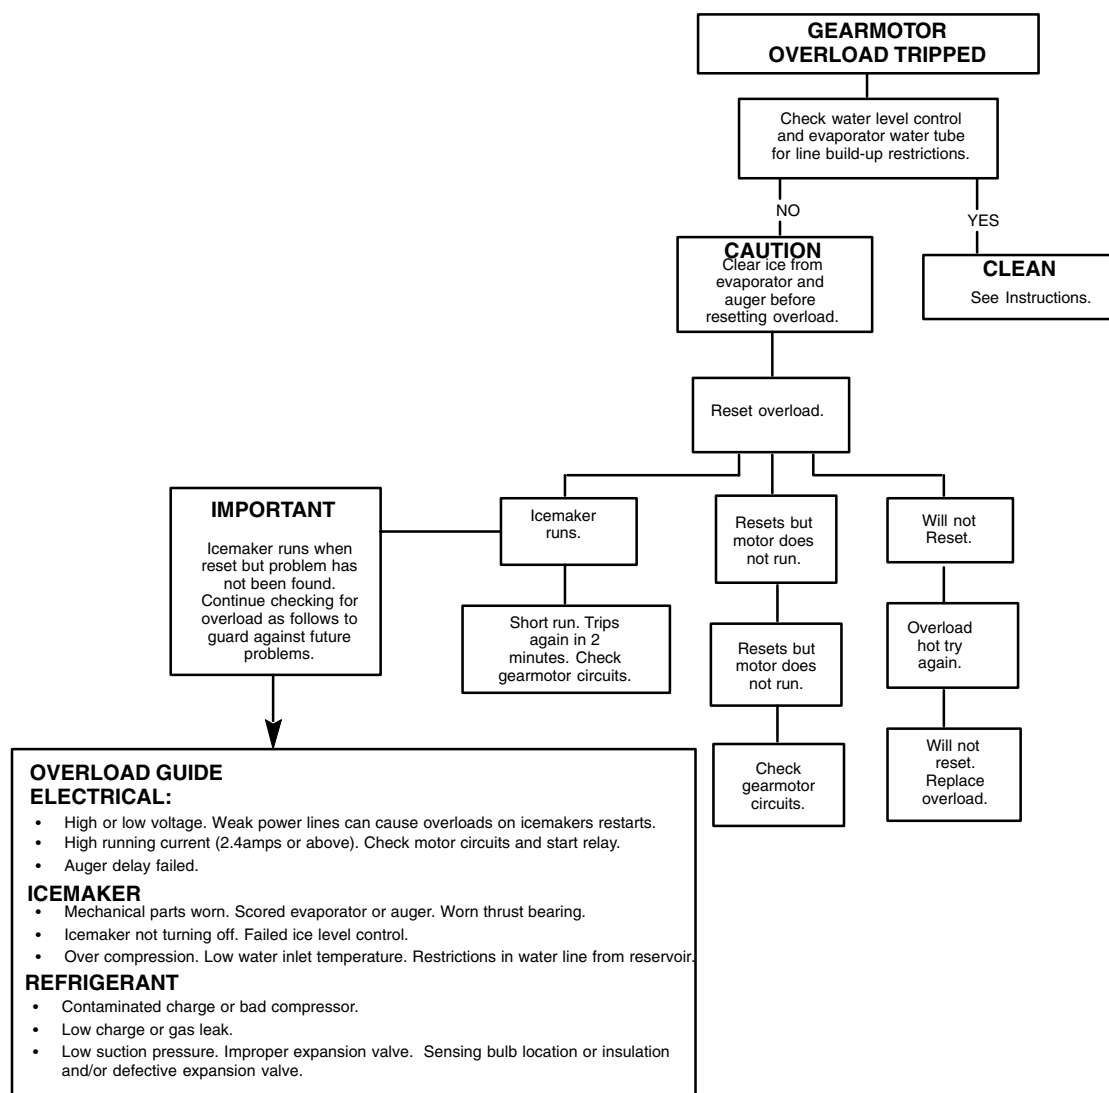 GEARMOTOR
OVERLOAD TRIPPED
Check water level control
and evaporator water tube
for line build-up restrictions.
NO
YES
CAUTION
Clear ice from
evaporator and
auger before
resetting overload.
CLEAN
See Instructions.
Reset overload.
IMPORTANT
Icemaker runs when
reset but problem has
not been found.
Continue checking for
overload as follows to
guard against future
problems.
Icemaker
runs.
Short run. Trips
again in 2
minutes. Check
gearmotor circuits.
Resets but
motor does
not run.
Resets but
motor does
not run.
Check
gearmotor
circuits.
Will not
Reset.
Overload
hot try
again.
Will not
reset.
Replace
overload.
OVERLOAD GUIDE
ELECTRICAL:
• High or low voltage. Weak power lines can cause overloads on icemakers restarts.
• High running current (2.4amps or above). Check motor circuits and start relay.
• Auger delay failed.
ICEMAKER
• Mechanical parts worn. Scored evaporator or auger. Worn thrust bearing.
• Icemaker not turning off. Failed ice level control.
• Over compression. Low water inlet temperature. Restrictions in water line from reservoir.
REFRIGERANT
• Contaminated charge or bad compressor.
• Low charge or gas leak.
• Low suction pressure. Improper expansion valve. Sensing bulb location or insulation
and/or defective expansion valve.